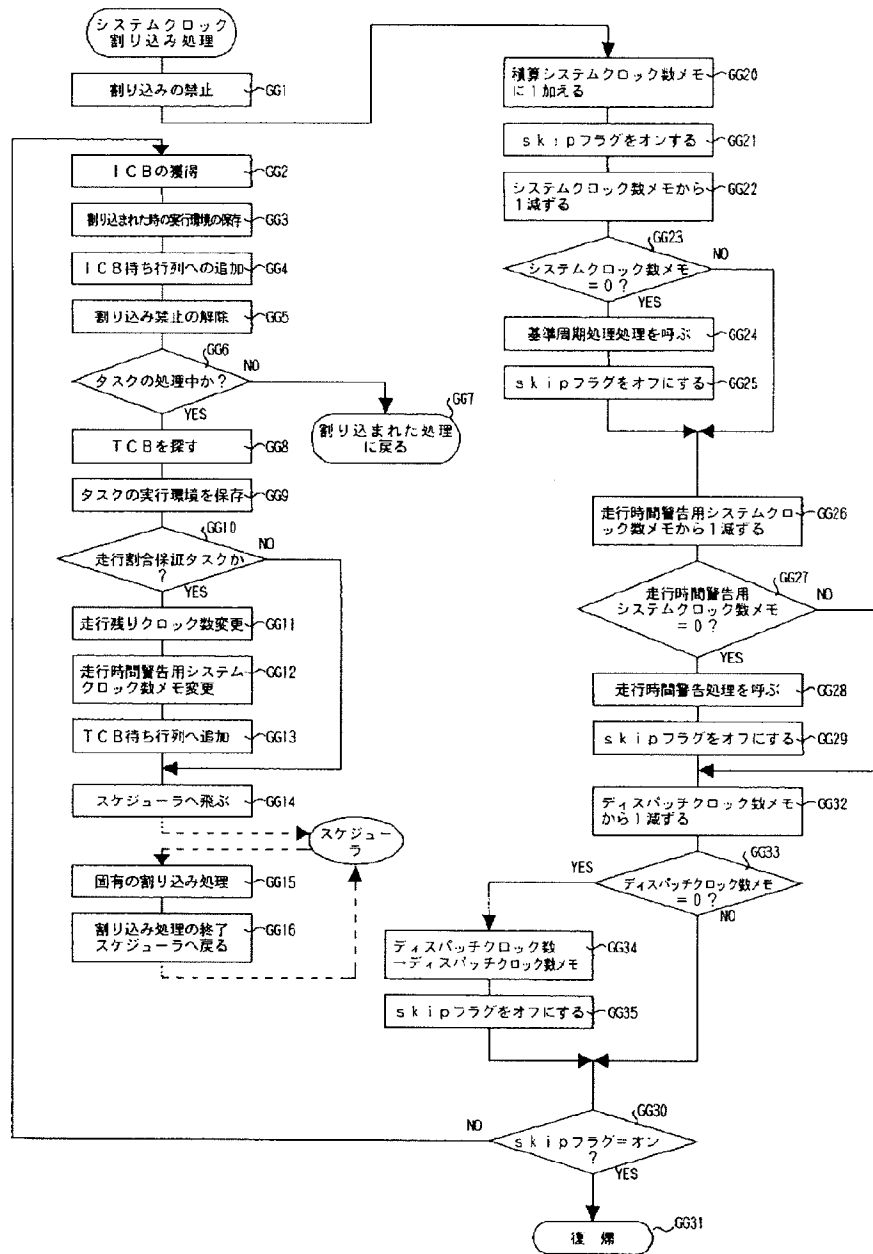 システムクロック
割り込み処理
割り込みの禁止
GG1
ICBの獲得
GG2
割り込まれた時の実行環境の保存
GG3
ICB待ち行列への追加
GG4
割り込み禁止の解除
GG5
GG6
タスクの処理中か?
NO
YES
GG7
割り込まれた処理
に戻る
TCBを探す
GG8
タスクの実行環境を保存
GG9
GG10
走行割合保証タスクか
?
NO
YES
走行残りクロック数変更
GG11
走行時間警告用システム
クロック数メモ変更
GG12
TCB待ち行列へ追加
GG13
スケジューラへ飛ぶ
GG14
スケジュー
ラ
固有の割り込み処理
GG15
割り込み処理の終了
スケジューラへ戻る
GG16
積算システムクロック数メモ
に1加える
GG20
skipフラグをオンする
GG21
システムクロック数メモから
1減ずる
GG22
GG23
システムクロック数メモ
=0?
NO
YES
基準周期処理処理を呼ぶ
GG24
skipフラグをオフにする
GG25
走行時間警告用システムクロ
ック数メモから1減ずる
GG26
GG27
走行時間警告用
システムクロック数メモ
=0?
NO
YES
走行時間警告処理を呼ぶ
GG28
skipフラグをオフにする
GG29
ディスパッチクロック数メモ
から1減ずる
GG32
GG33
ディスパッチクロック数メモ
=0?
YES
NO
ディスパッチクロック数
→ディスパッチクロック数メモ
GG34
skipフラグをオフにする
GG35
GG30
skipフラグ=オン
?
NO
YES
復帰
GG31